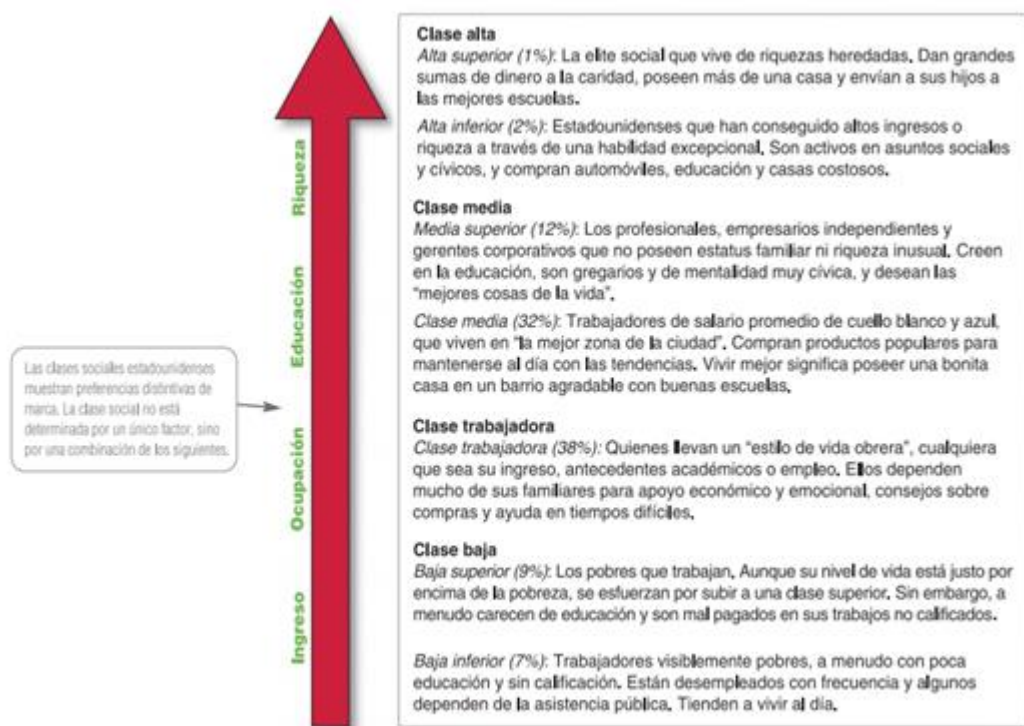 Clase alta
Alta superior (1%): La elite social que vive de riquezas heredadas. Dan grandes
sumas de dinero a la caridad, poseen más de una casa y envían a sus hijos a
las mejores escuelas.
Alta inferior (2%): Estadounidenses que han conseguido altos ingresos o
riqueza a través de una habilidad excepcional. Son activos en asuntos sociales
y cívicos, y compran automóviles, educación y casas costosos.
Clase media
Media superior (12%): Los profesionales, empresarios independientes y
gerentes corporativos que no poseen estatus familiar ni riqueza inusual. Creen
en la educación, son gregarios y de mentalidad muy cívica, y desean las
“mejores cosas de la vida”.
Clase media (32%): Trabajadores de salario promedio de cuello blanco y azul,
que viven en “la mejor zona de la ciudad”. Compran productos populares para
mantenerse al día con las tendencias. Vivir mejor significa poseer una bonita
casa en un barrio agradable con buenas escuelas.
Clase trabajadora
Clase trabajadora (38%): Quienes llevan un “estilo de vida obrera”, cualquiera
que sea su ingreso, antecedentes académicos o empleo. Ellos dependen
mucho de sus familiares para apoyo económico y emocional, consejos sobre
compras y ayuda en tiempos difíciles.
Clase baja
Baja superior (9%): Los pobres que trabajan. Aunque su nivel de vida está justo por
encima de la pobreza, se esfuerzan por subir a una clase superior. Sin embargo, a
menudo carecen de educación y son mal pagados en sus trabajos no calificados.
Baja inferior (7%): Trabajadores visiblemente pobres, a menudo con poca
educación y sin calificación. Están desempleados con frecuencia y algunos
dependen de la asistencia pública. Tienden a vivir al día.
Riqueza
Educación
Ocupación
Ingreso
Las clases sociales estadounidenses
muestran preferencias distintivas de
marca. La clase social no está
determinada por un único factor, sino
por una combinación de los siguientes.